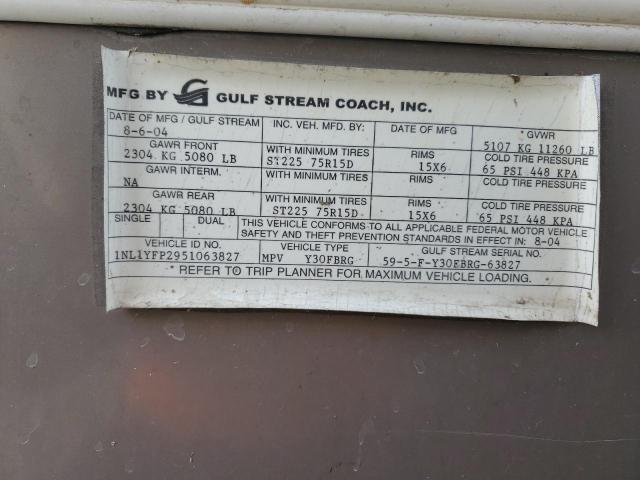 MFG BY GULF STREAM COACH, INC.
DATE OF MFG / GULF STREAM INC. VEH. MFD. BY: DATE OF MFG GVWR
8-6-04 5107 KG 11260 LB
GAWR FRONT WITH MINIMUM TIRES RIMS COLD TIRE PRESSURE
2304 KG 5080 LB ST225 75R15D 15X6 65 PSI 448 KPA
GAWR INTERM. WITH MINIMUM TIRES RIMS COLD TIRE PRESSURE
NA
GAWR REAR WITH MINIMUM TIRES RIMS COLD TIRE PRESSURE
2304 KG 5080 LB ST225 75R15D 15X6 65 PSI 448 KPA
SINGLE DUAL THIS VEHICLE CONFORMS TO ALL APPLICABLE FEDERAL MOTOR VEHICLE
SAFETY AND THEFT PREVENTION STANDARDS IN EFFECT IN: 8-04
VEHICLE ID NO. VEHICLE TYPE GULF STREAM SERIAL NO.
1NL1YFP2951063827 MPV Y30FBRG 59-5-F-Y30FBRG-63827
* REFER TO TRIP PLANNER FOR MAXIMUM VEHICLE LOADING.